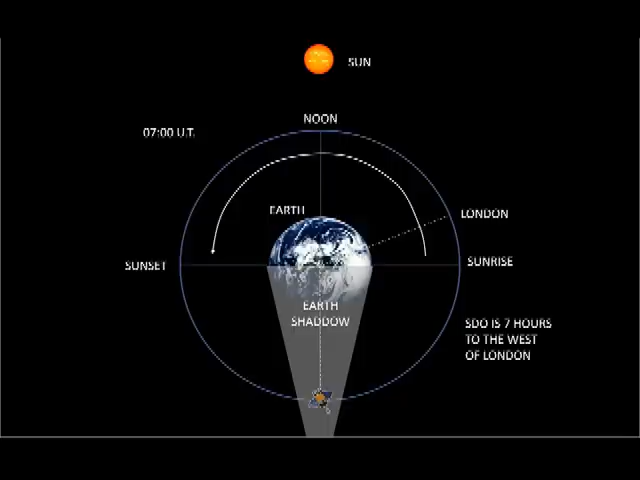 SUN
NOON
07:00 U.T.
EARTH
LONDON
SUNSET
SUNRISE
EARTH
SHADDOW
SDO IS 7 HOURS
TO THE WEST
OF LONDON